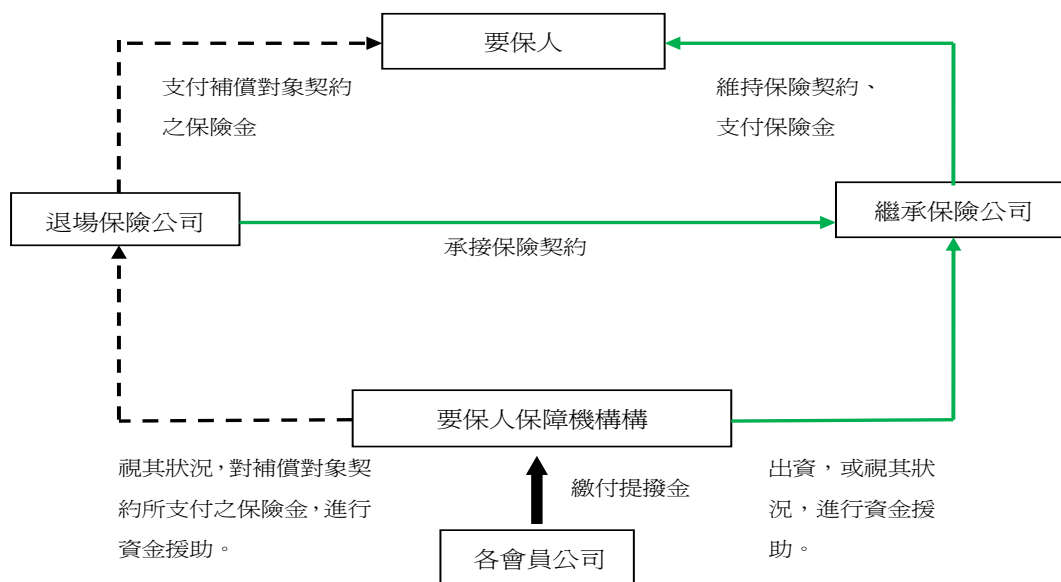 要保人
支付補償對象契約
之保險金
維持保險契約、
支付保險金
退場保險公司
繼承保險公司
承接保險契約
要保人保障機構構
視其狀況，對補償對象契
約所支付之保險金，進行
資金援助。
繳付提撥金
出資，或視其狀
況，進行資金援
助。
各會員公司